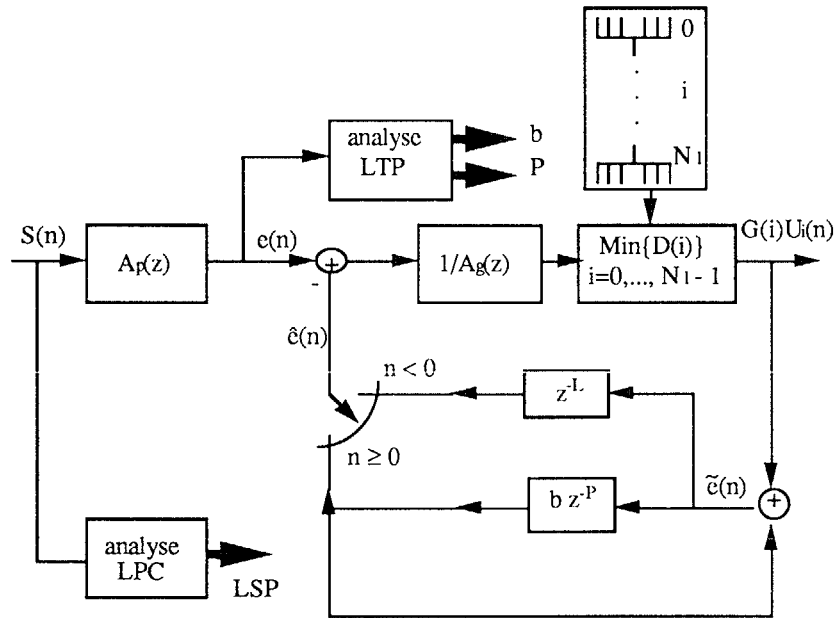 0
i
N1
analyse
LTP
b
P
S(n)
Ap(z)
e(n)
+
-
1/Ag(z)
Min{D(i)}
i=0,..., N1 - 1
G(i)Ui(n)
ê(n)
n < 0
z-L
n ≥ 0
b z-P
ẽ(n)
+
analyse
LPC
LSP